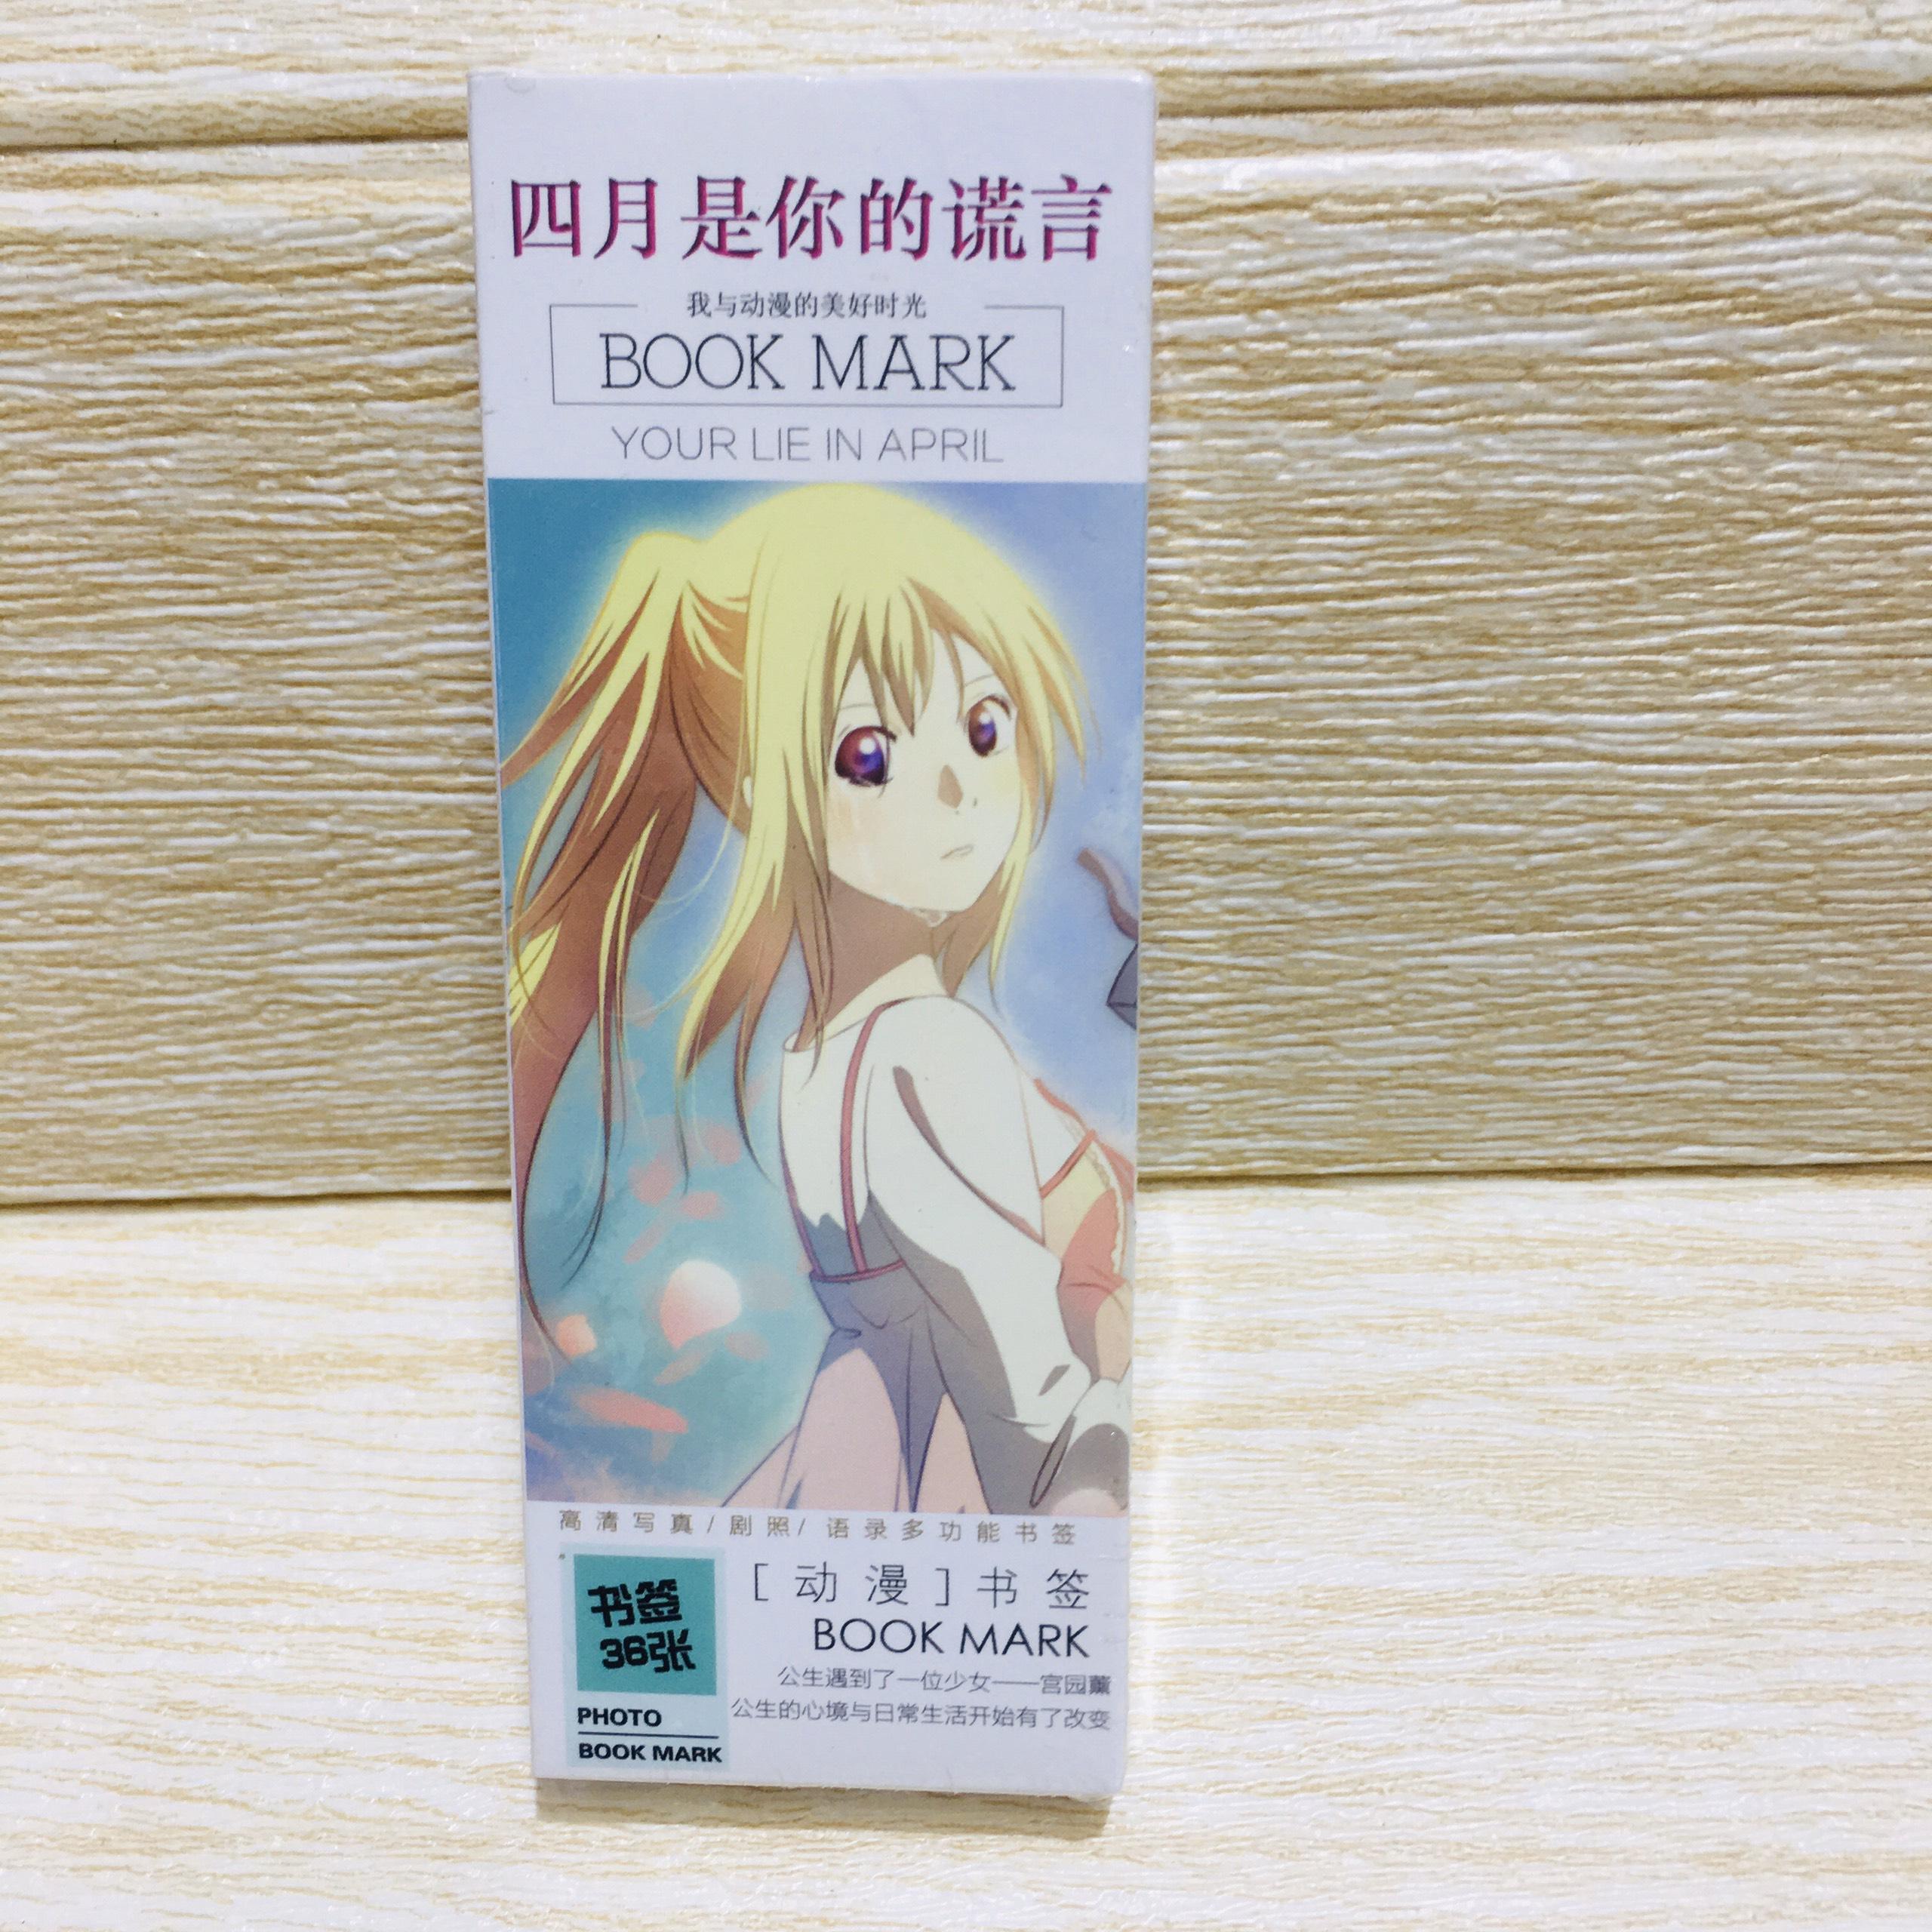 四月是你的谎言
我与动漫的美好时光
BOOK MARK
YOUR LIE IN APRIL
高清写真/剧照/语录多功能书签
书签
36张
PHOTO
BOOK MARK
[动漫]书签
BOOK MARK
公生遇到了一位少女——宫园薰
公生的心境与日常生活开始有了改变